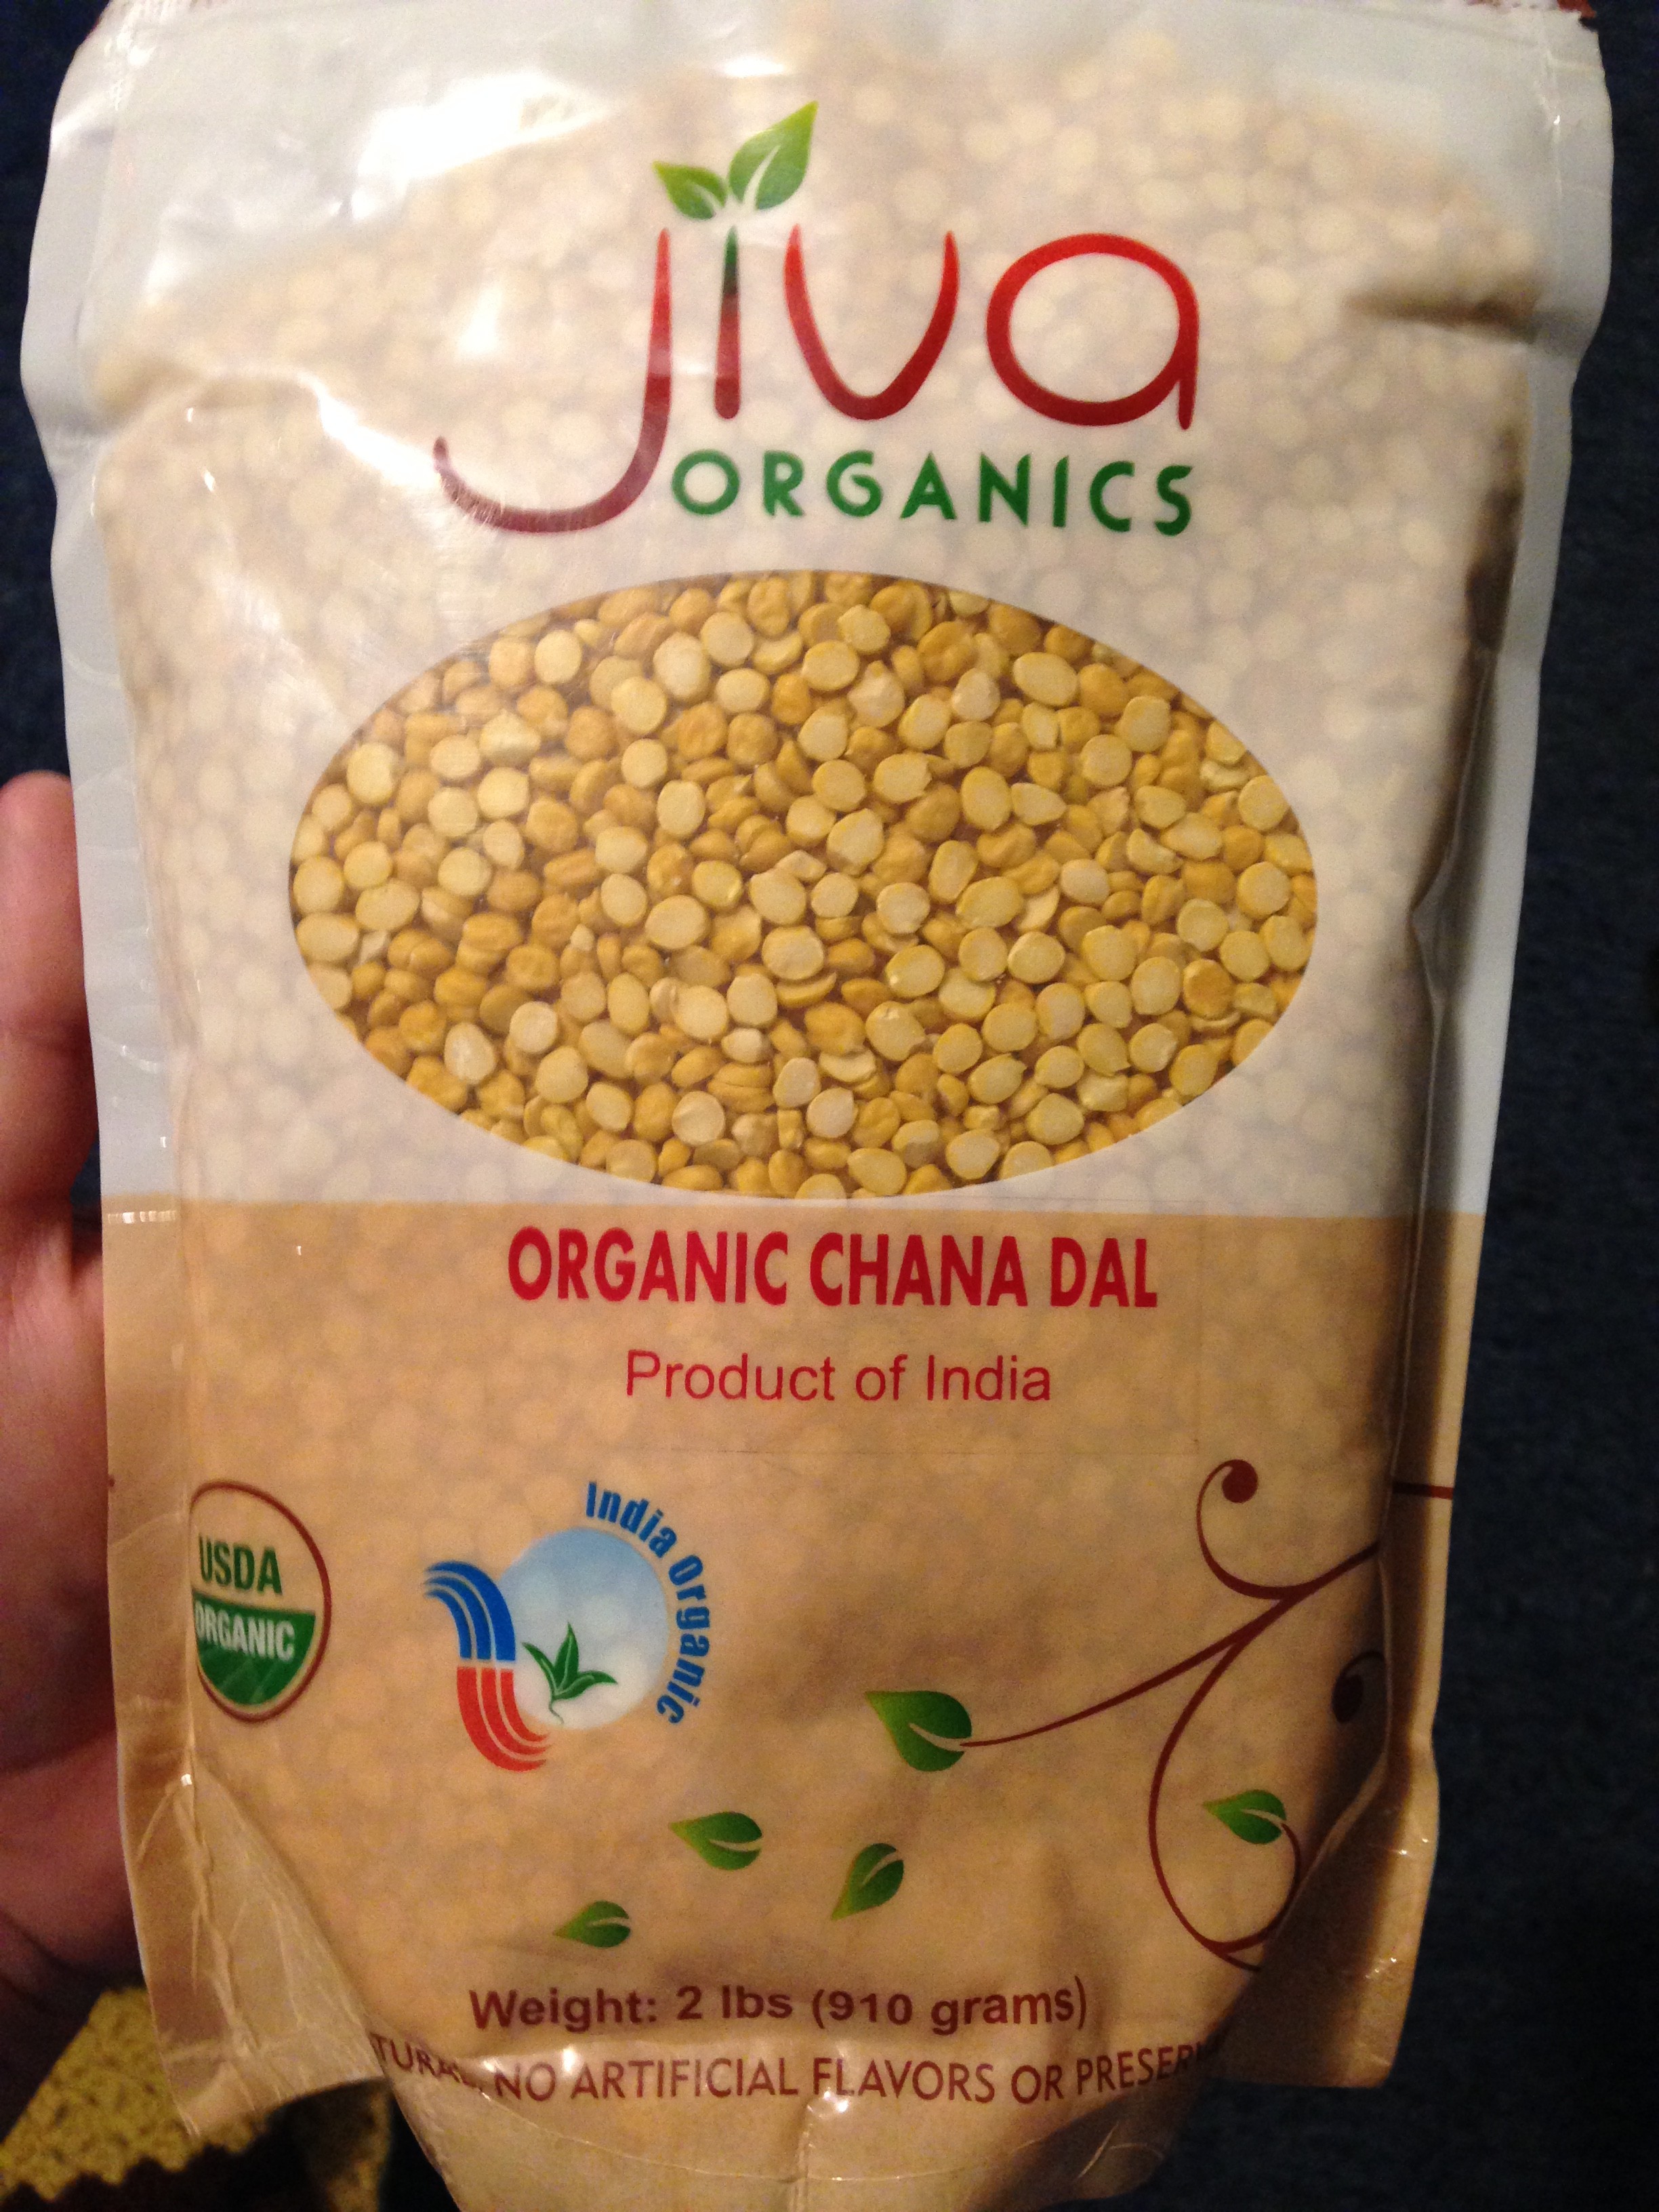 jiva
ORGANICS
ORGANIC CHANA DAL
Product of India
USDA
ORGANIC
India Organic
Weight: 2 lbs (910 grams)
NO ARTIFICIAL FLAVORS OR